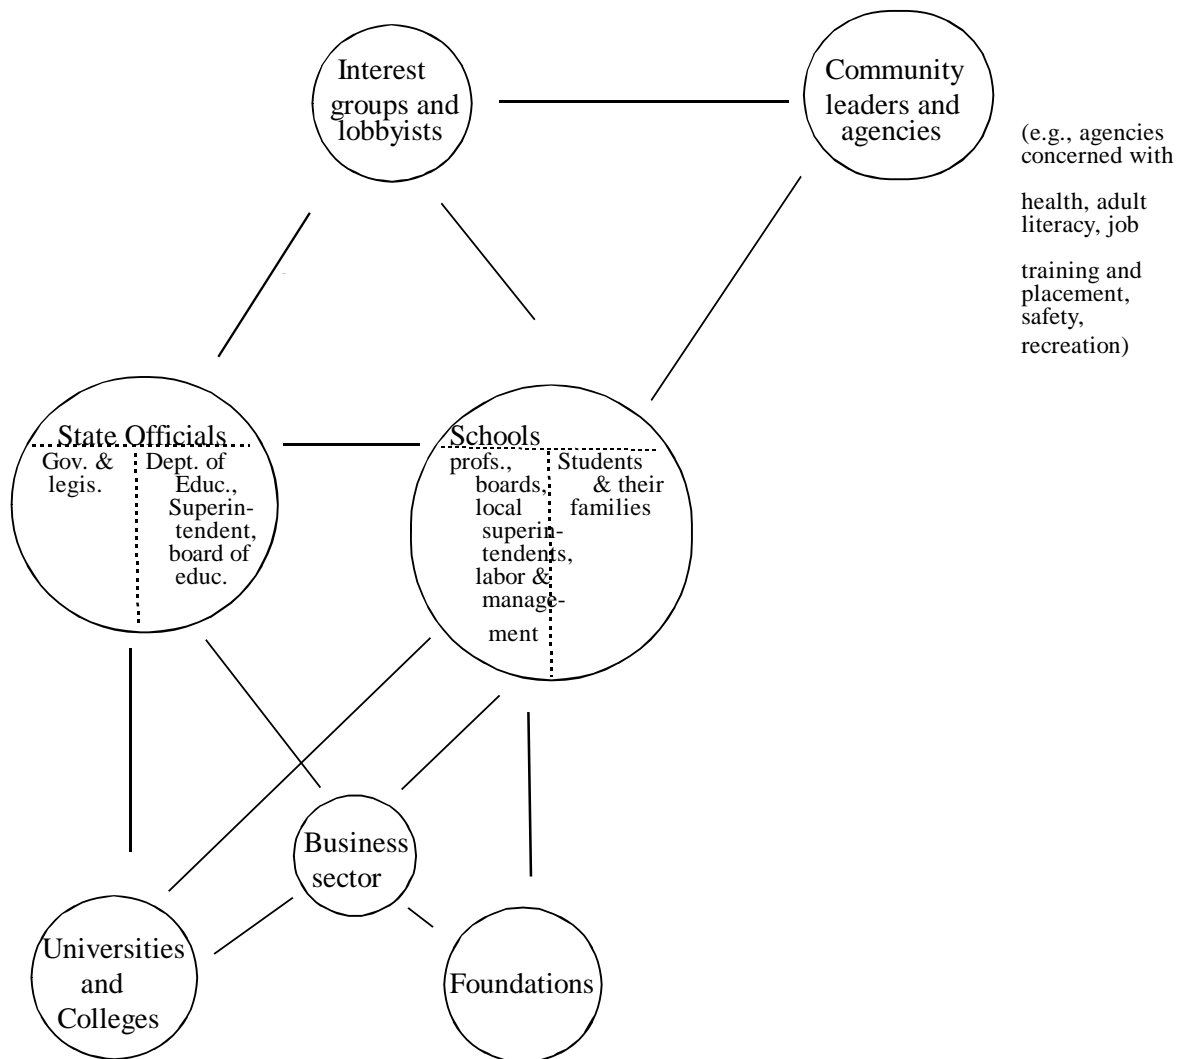 Interest
groups and
lobbyists
Community
leaders and
agencies
(e.g., agencies
concerned with
health, adult
literacy, job
training and
placement,
safety,
recreation)
State Officials
Gov. &
legis.
Dept. of
Educ.,
Superin-
tendent,
board of
educ.
Schools
profs.,
boards,
local
superin-
tendents,
labor &
manage-
ment
Students
& their
families
Business
sector
Universities
and
Colleges
Foundations